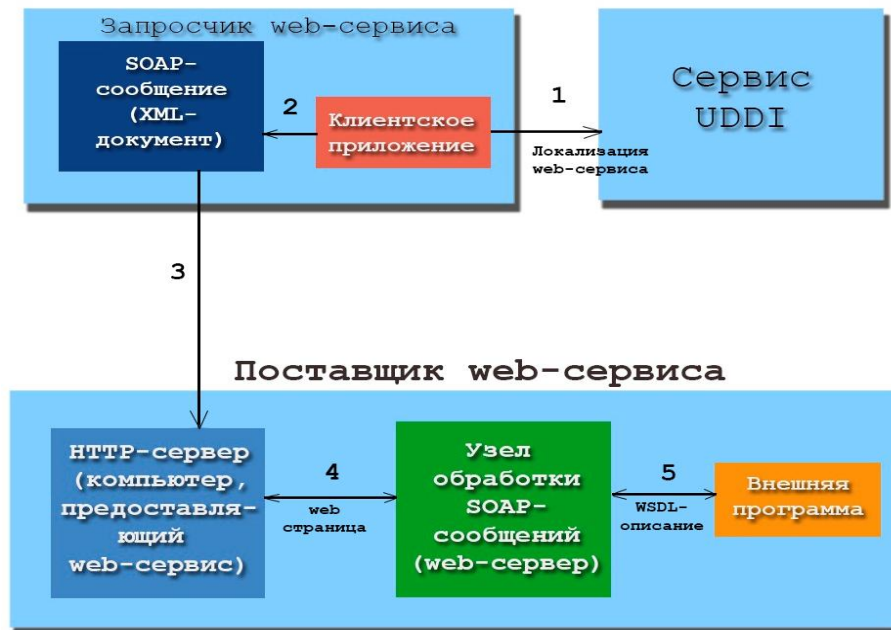 Запросчик web-сервиса
SOAP-
сообщение
(XML-
документ)
2
Клиентское
приложение
1
Локализация
web-сервиса
Сервис
UDDI
3
Поставщик web-сервиса
HTTP-сервер
(компьютер,
предоставля-
ющий
web-сервис)
4
web
страница
Узел
обработки
SOAP-
сообщений
(web-сервер)
5
WSDL-
описание
Внешняя
программа